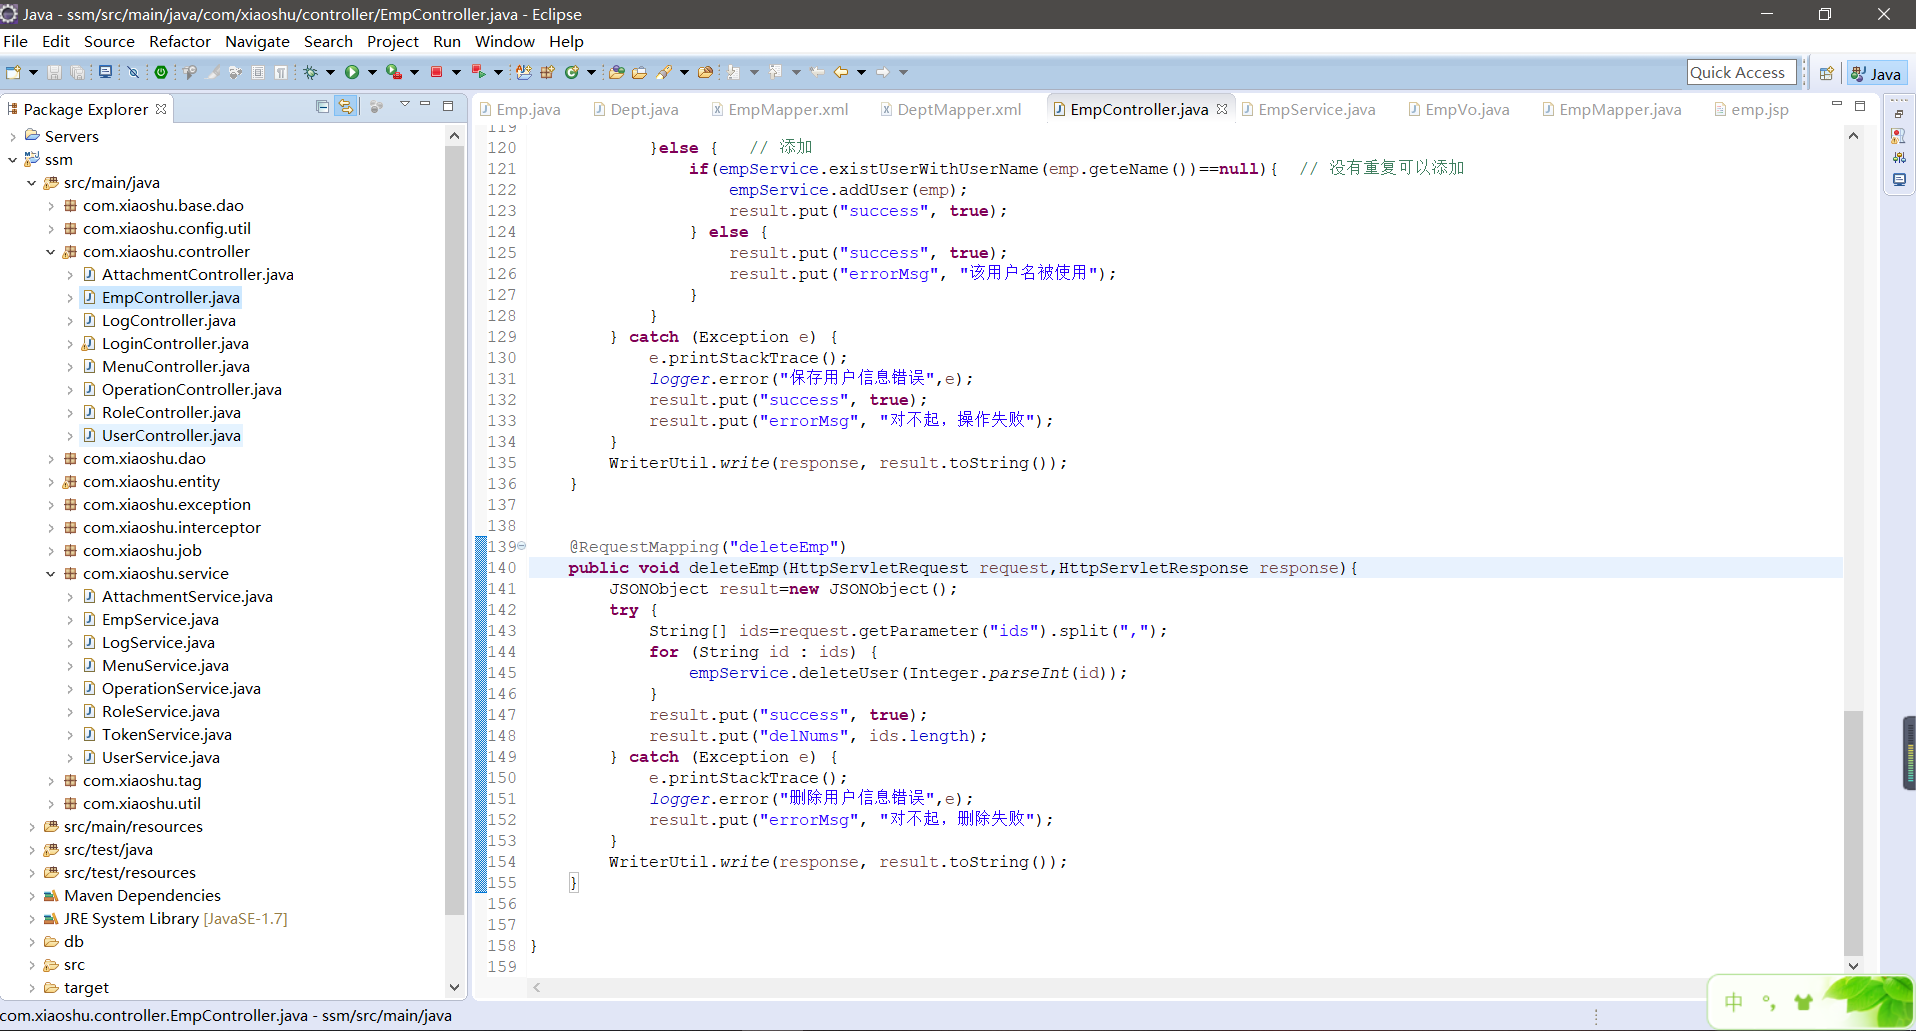 Java - ssm/src/main/java/com/xiaoshu/controller/EmpController.java - Eclipse
File Edit Source Refactor Navigate Search Project Run Window Help
Quick Access
Java
Package Explorer
Servers
ssm
src/main/java
com.xiaoshu.base.dao
com.xiaoshu.config.util
com.xiaoshu.controller
AttachmentController.java
EmpController.java
LogController.java
LoginController.java
MenuController.java
OperationController.java
RoleController.java
UserController.java
com.xiaoshu.dao
com.xiaoshu.entity
com.xiaoshu.exception
com.xiaoshu.interceptor
com.xiaoshu.job
com.xiaoshu.service
AttachmentService.java
EmpService.java
LogService.java
MenuService.java
OperationService.java
RoleService.java
TokenService.java
UserService.java
com.xiaoshu.tag
com.xiaoshu.util
src/main/resources
src/test/java
src/test/resources
Maven Dependencies
JRE System Library [JavaSE-1.7]
db
src
target
Emp.java Dept.java EmpMapper.xml DeptMapper.xml EmpController.java EmpService.java EmpVo.java EmpMapper.java emp.jsp
119
120 }else { // 添加
121 if(empService.existUserWithUserName(emp.geteName())==null){ // 没有重复可以添加
122 empService.addUser(emp);
123 result.put("success", true);
124 } else {
125 result.put("success", true);
126 result.put("errorMsg", "该用户名被使用");
127 }
128 }
129 } catch (Exception e) {
130 e.printStackTrace();
131 logger.error("保存用户信息错误",e);
132 result.put("success", true);
133 result.put("errorMsg", "对不起，操作失败");
134 }
135 WriterUtil.write(response, result.toString());
136 }
137
138
139 @RequestMapping("deleteEmp")
140 public void deleteEmp(HttpServletRequest request,HttpServletResponse response){
141 JSONObject result=new JSONObject();
142 try {
143 String[] ids=request.getParameter("ids").split(",");
144 for (String id : ids) {
145 empService.deleteUser(Integer.parseInt(id));
146 }
147 result.put("success", true);
148 result.put("delNums", ids.length);
149 } catch (Exception e) {
150 e.printStackTrace();
151 logger.error("删除用户信息错误",e);
152 result.put("errorMsg", "对不起，删除失败");
153 }
154 WriterUtil.write(response, result.toString());
155 }
156
157
158 }
159
com.xiaoshu.controller.EmpController.java - ssm/src/main/java
中 °,